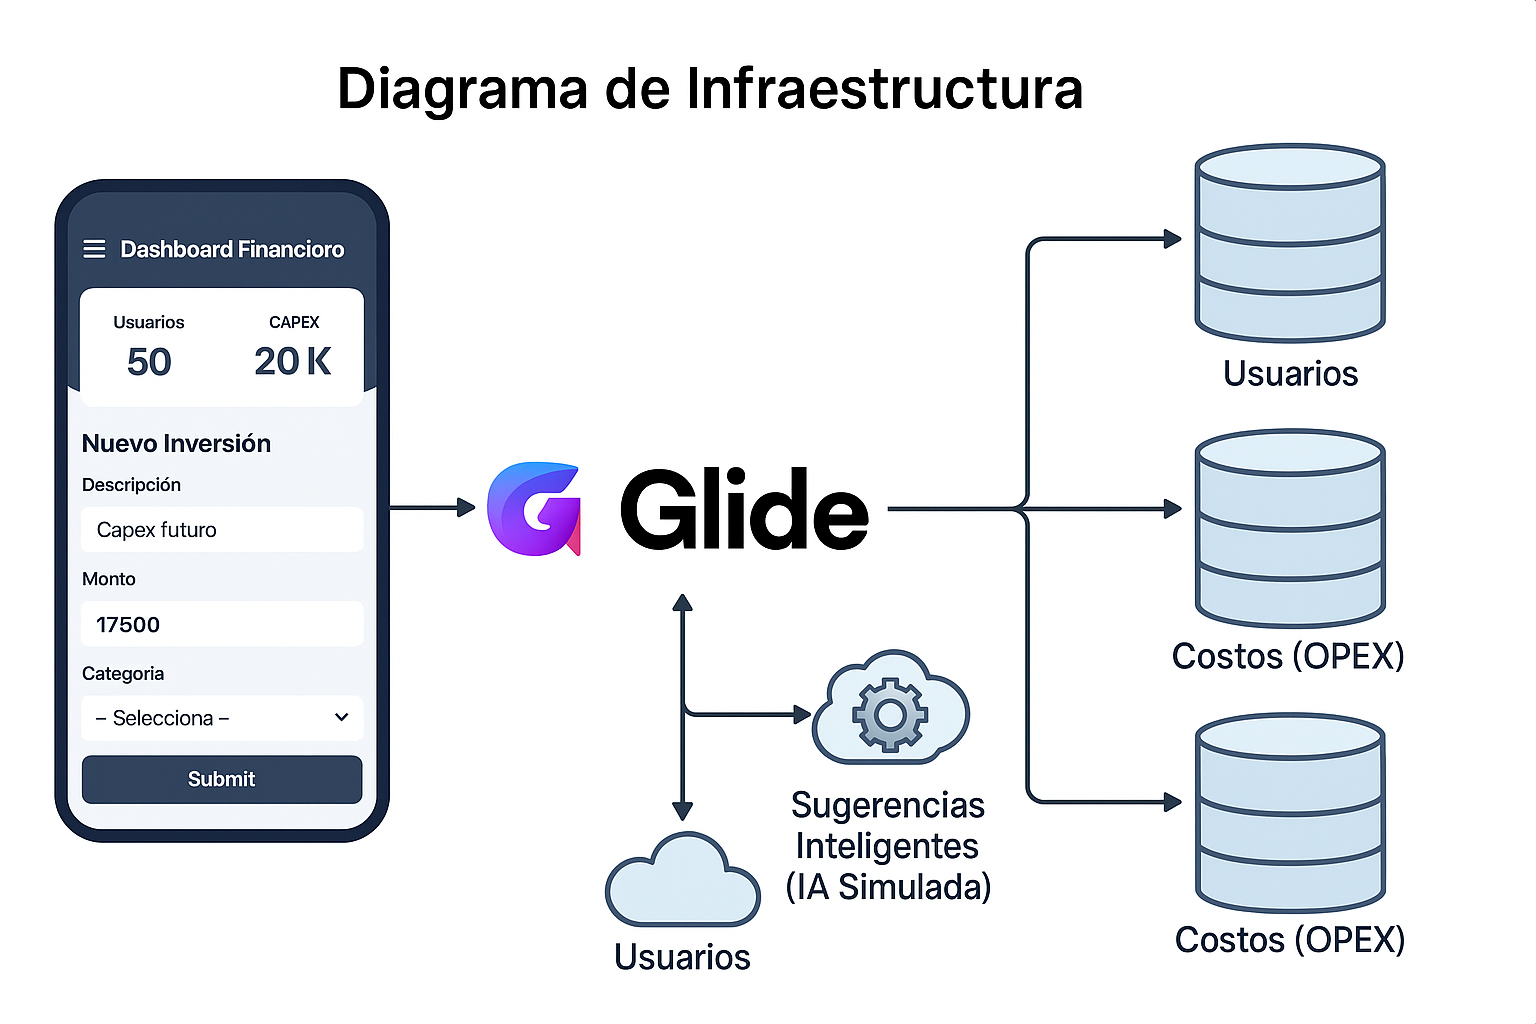 Diagrama de Infraestructura
Dashboard Financioro
Usuarios CAPEX
50 20 K
Nuevo Inversión
Descripción
Capex futuro
Monto
17500
Categoria
– Selecciona –
Submit
Glide
Sugerencias
Inteligentes
(IA Simulada)
Usuarios
Usuarios
Costos (OPEX)
Costos (OPEX)